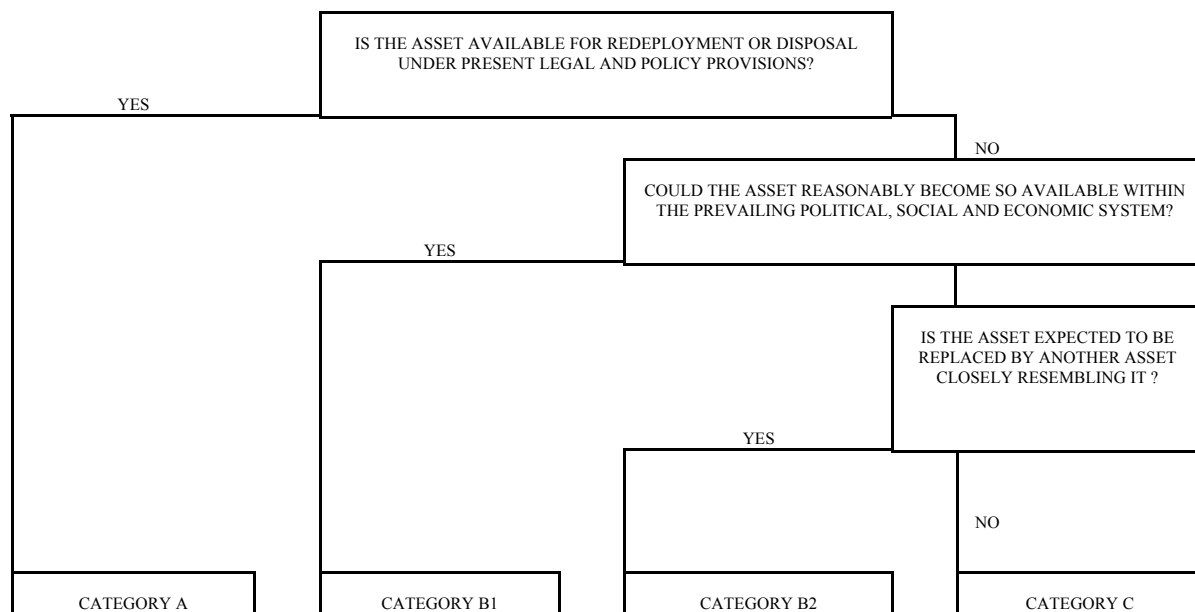 IS THE ASSET AVAILABLE FOR REDEPLOYMENT OR DISPOSAL
UNDER PRESENT LEGAL AND POLICY PROVISIONS?
YES
NO
COULD THE ASSET REASONABLY BECOME SO AVAILABLE WITHIN
THE PREVAILING POLITICAL, SOCIAL AND ECONOMIC SYSTEM?
YES
IS THE ASSET EXPECTED TO BE
REPLACED BY ANOTHER ASSET
CLOSELY RESEMBLING IT ?
YES
NO
CATEGORY A
CATEGORY B1
CATEGORY B2
CATEGORY C